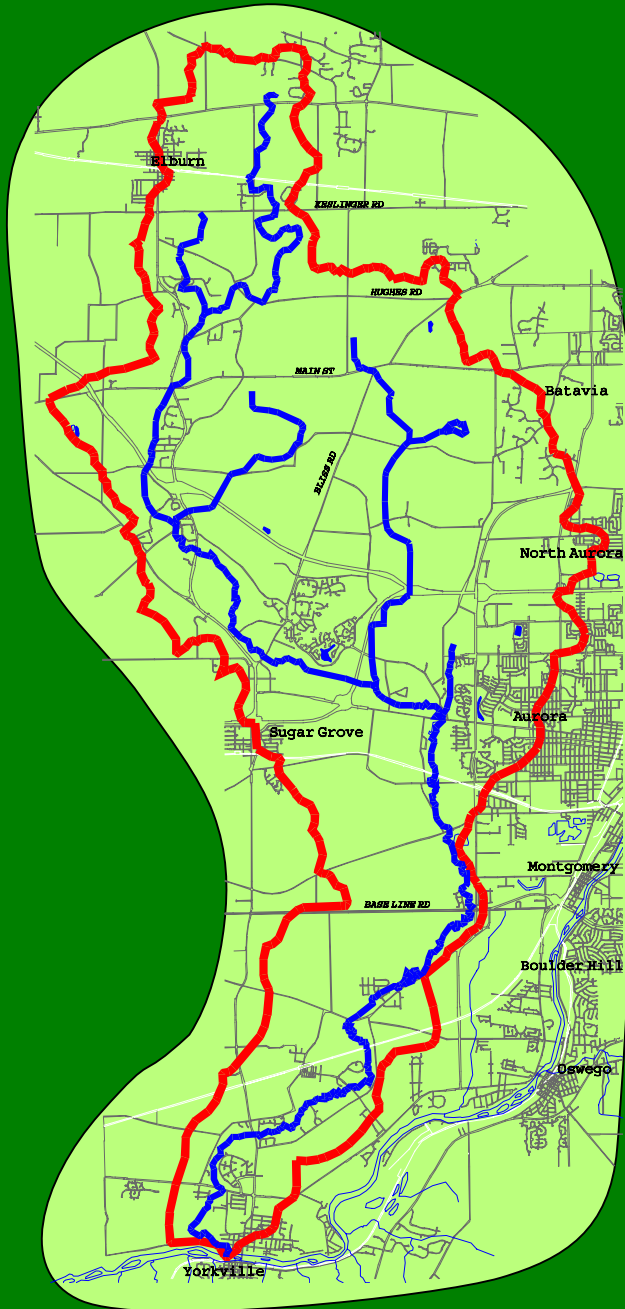 Elburn
KESLINGER RD
HUGHES RD
MAIN ST
Batavia
BLISS RD
North Aurora
Aurora
Sugar Grove
Montgomery
BASE LINE RD
Boulder Hill
Oswego
Yorkville